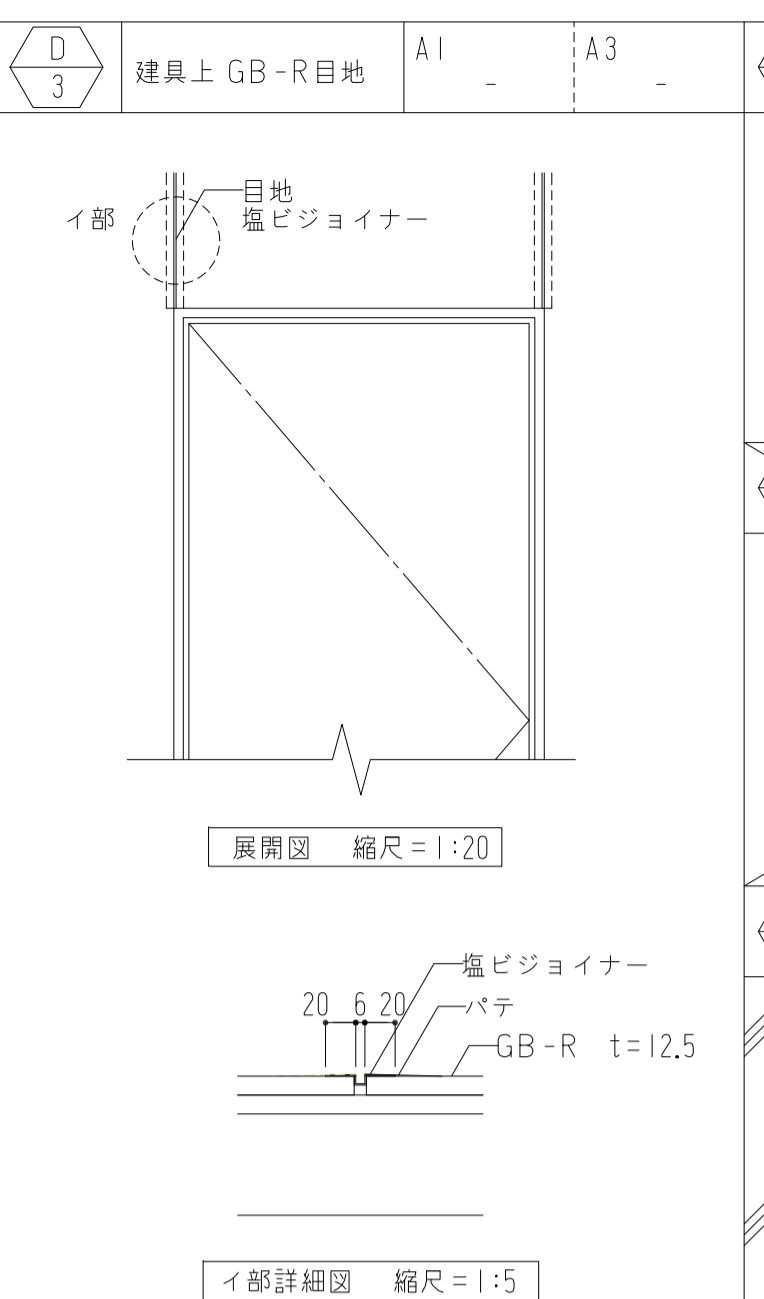 D
3
建具上 GB-R目地
A1
-
A3
-
イ部
目地
塩ビジョイナー
展開図 縮尺=1:20
塩ビジョイナー
20 6 20
パテ
GB-R t=12.5
イ部詳細図 縮尺=1:5